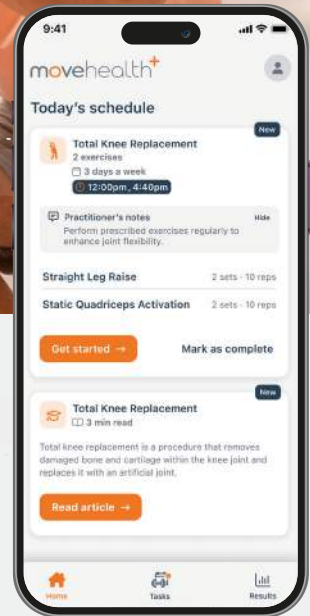 9:41
movehealth+
Today's schedule
New
Total Knee Replacement
2 exercises
3 days a week
12:00pm, 4:40pm
Practitioner's notes
Hide
Perform prescribed exercises regularly to
enhance joint flexibility.
Straight Leg Raise 2 sets - 10 reps
Static Quadriceps Activation 2 sets - 10 reps
Get started → Mark as complete
New
Total Knee Replacement
3 min read
Total knee replacement is a procedure that removes
damaged bone and cartilage within the knee joint and
replaces it with an artificial joint.
Read article →
Home Tasks Results